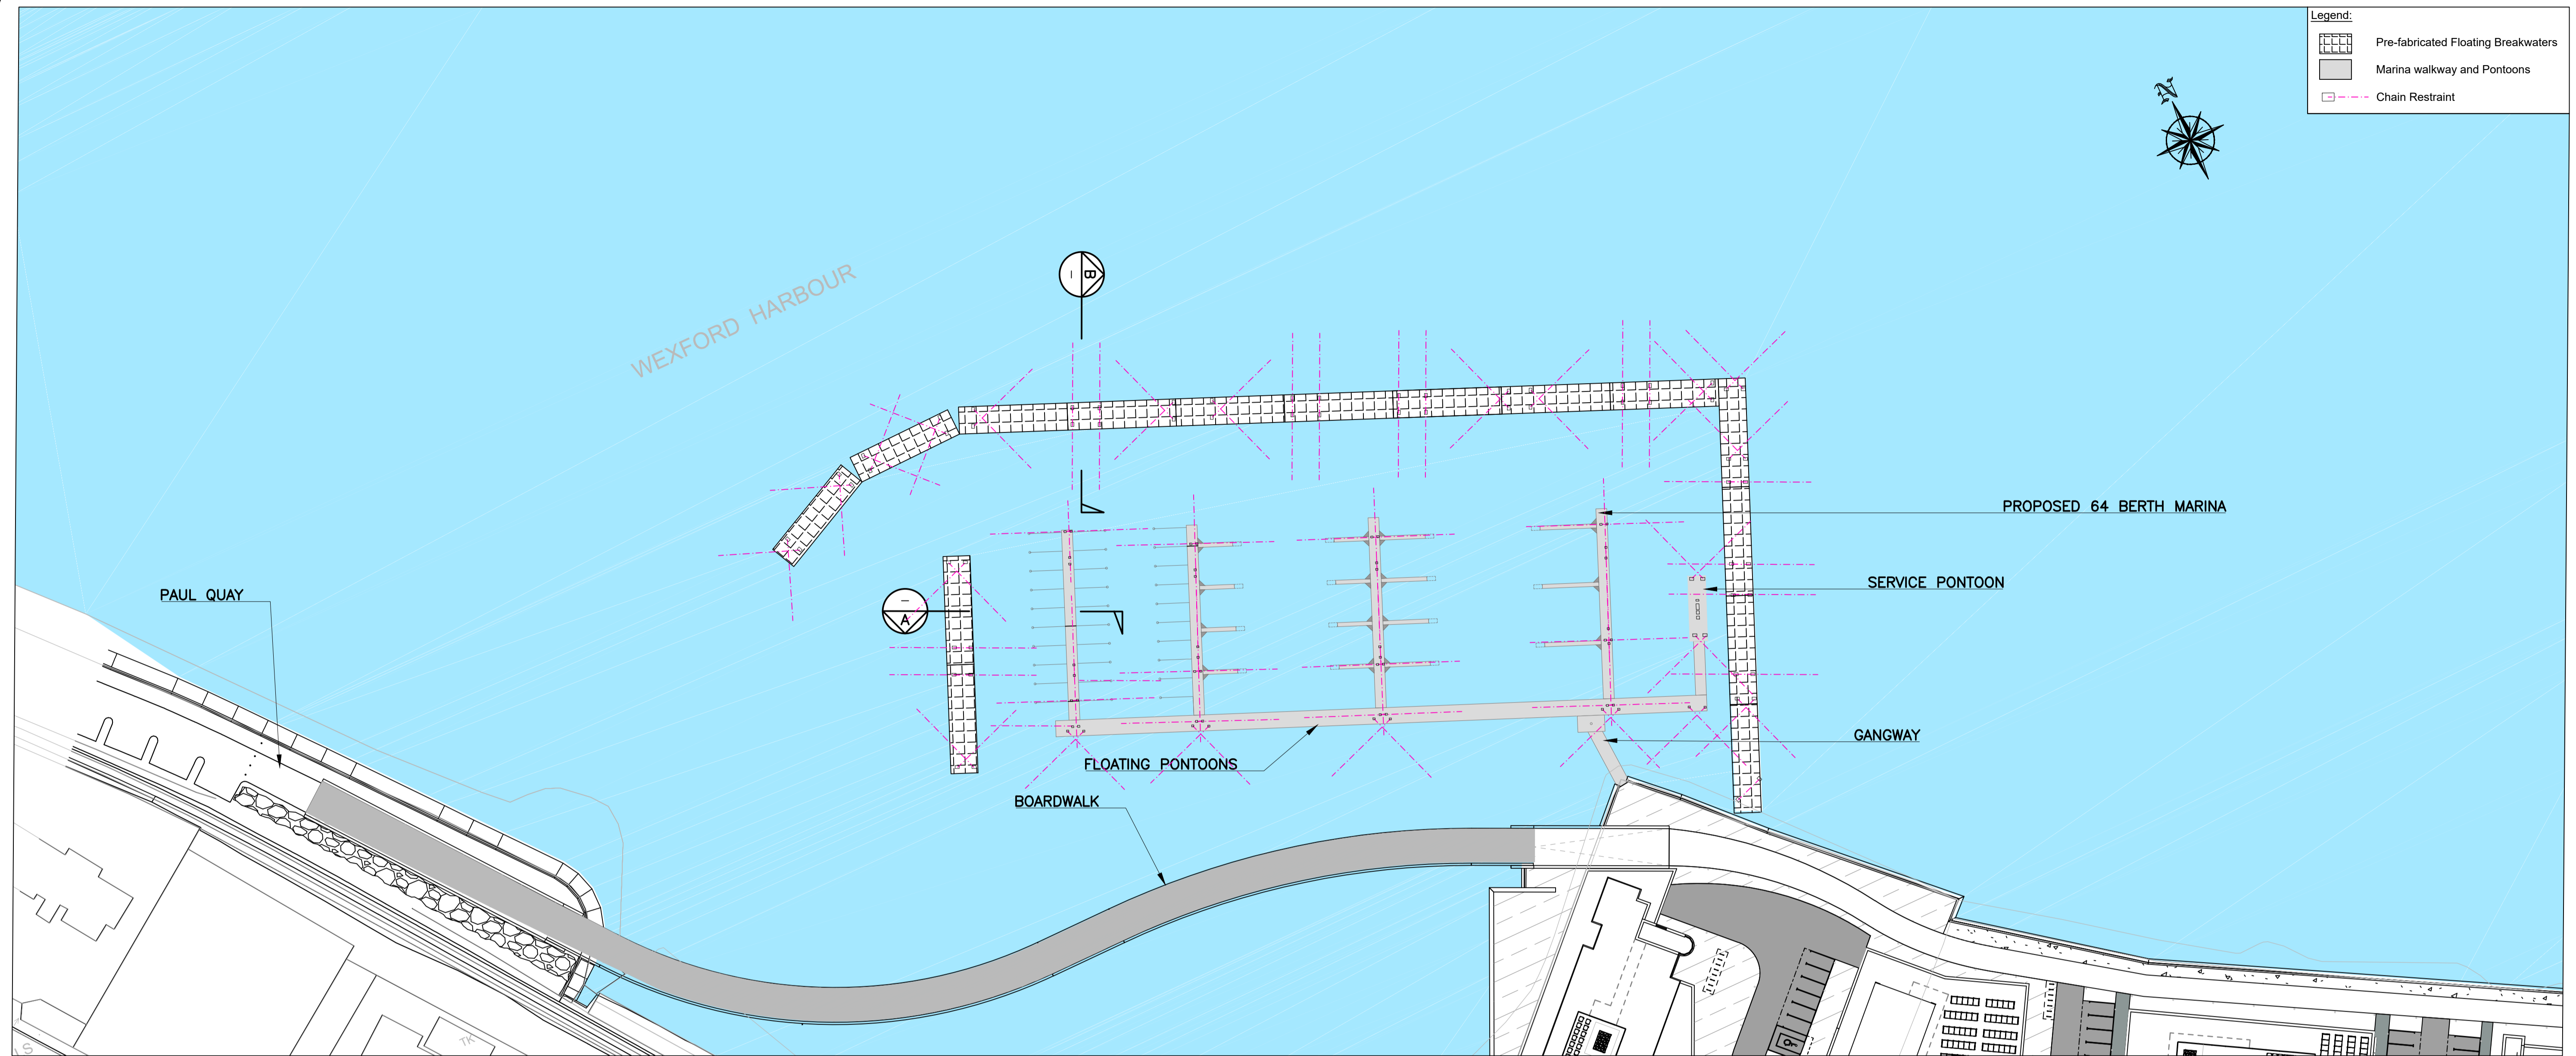 Legend:
Pre-fabricated Floating Breakwaters
Marina walkway and Pontoons
Chain Restraint
N
WEXFORD HARBOUR
B
PROPOSED 64 BERTH MARINA
SERVICE PONTOON
PAUL QUAY
A
GANGWAY
FLOATING PONTOONS
BOARDWALK
TK